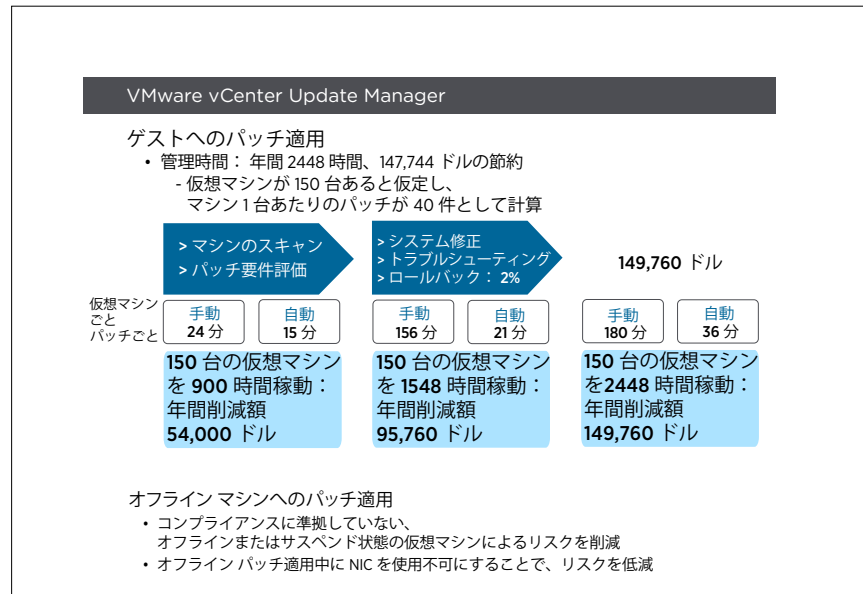 VMware vCenter Update Manager
ゲストへのパッチ適用
• 管理時間： 年間 2448 時間、147,744 ドルの節約
- 仮想マシンが 150 台あると仮定し、
マシン 1 台あたりのパッチが 40 件として計算
> マシンのスキャン
> パッチ要件評価
> システム修正
> トラブルシューティング
> ロールバック： 2%
149,760 ドル
仮想マシン
ごと
パッチごと
手動
24 分
自動
15 分
手動
156 分
自動
21 分
手動
180 分
自動
36 分
150 台の仮想マシン
を 900 時間稼動：
年間削減額
54,000 ドル
150 台の仮想マシン
を 1548 時間稼動：
年間削減額
95,760 ドル
150 台の仮想マシン
を2448 時間稼動：
年間削減額
149,760 ドル
オフライン マシンへのパッチ適用
• コンプライアンスに準拠していない、
オフラインまたはサスペンド状態の仮想マシンによるリスクを削減
• オフライン パッチ適用中に NIC を使用不可にすることで、リスクを低減